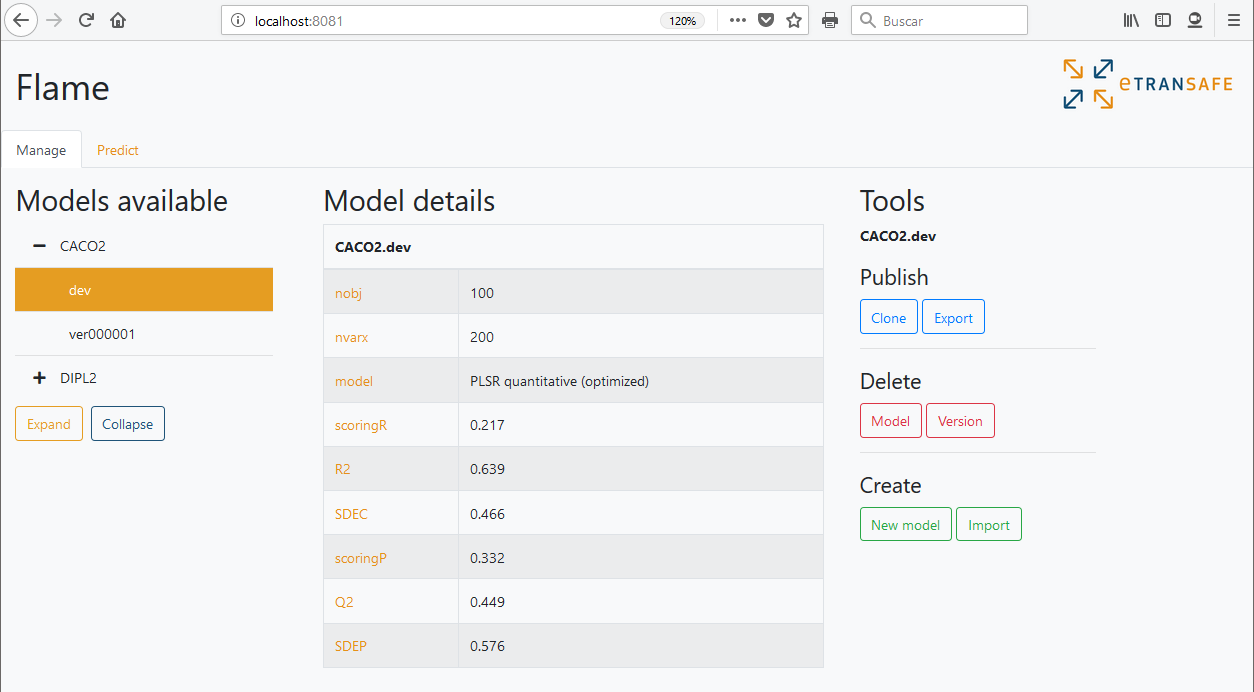 localhost:8081
120%
Buscar
Flame
eTRANSAFE
Manage
Predict
Models available
CACO2
dev
ver000001
DIPL2
Expand
Collapse
Model details
CACO2.dev
nobj 100
nvarx 200
model PLSR quantitative (optimized)
scoringR 0.217
R2 0.639
SDEC 0.466
scoringP 0.332
Q2 0.449
SDEP 0.576
Tools
CACO2.dev
Publish
Clone
Export
Delete
Model
Version
Create
New model
Import